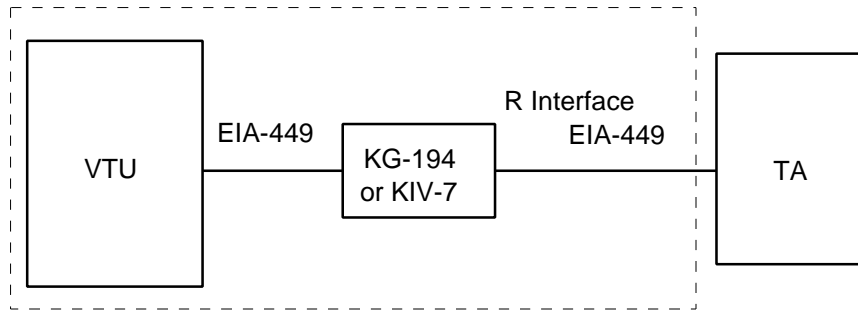 VTU
EIA-449
KG-194
or KIV-7
R Interface
EIA-449
TA